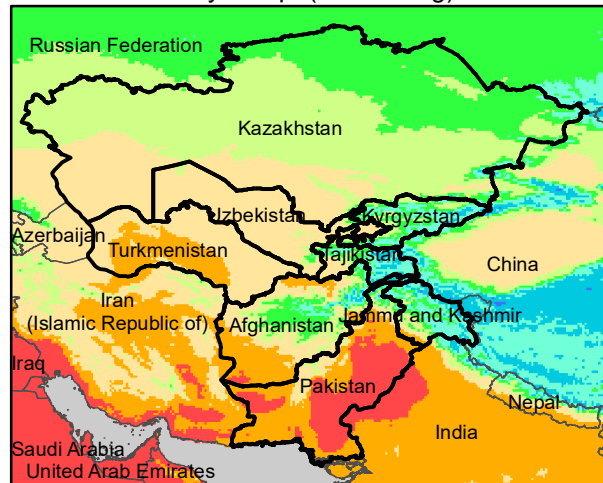 Russian Federation
Kazakhstan
Uzbekistan
Kyrgyzstan
Azerbaijan
Turkmenistan
Tajikistan
China
Iran
(Islamic Republic of)
Afghanistan
Jammu and Kashmir
Iraq
Pakistan
Nepal
India
Saudi Arabia
United Arab Emirates